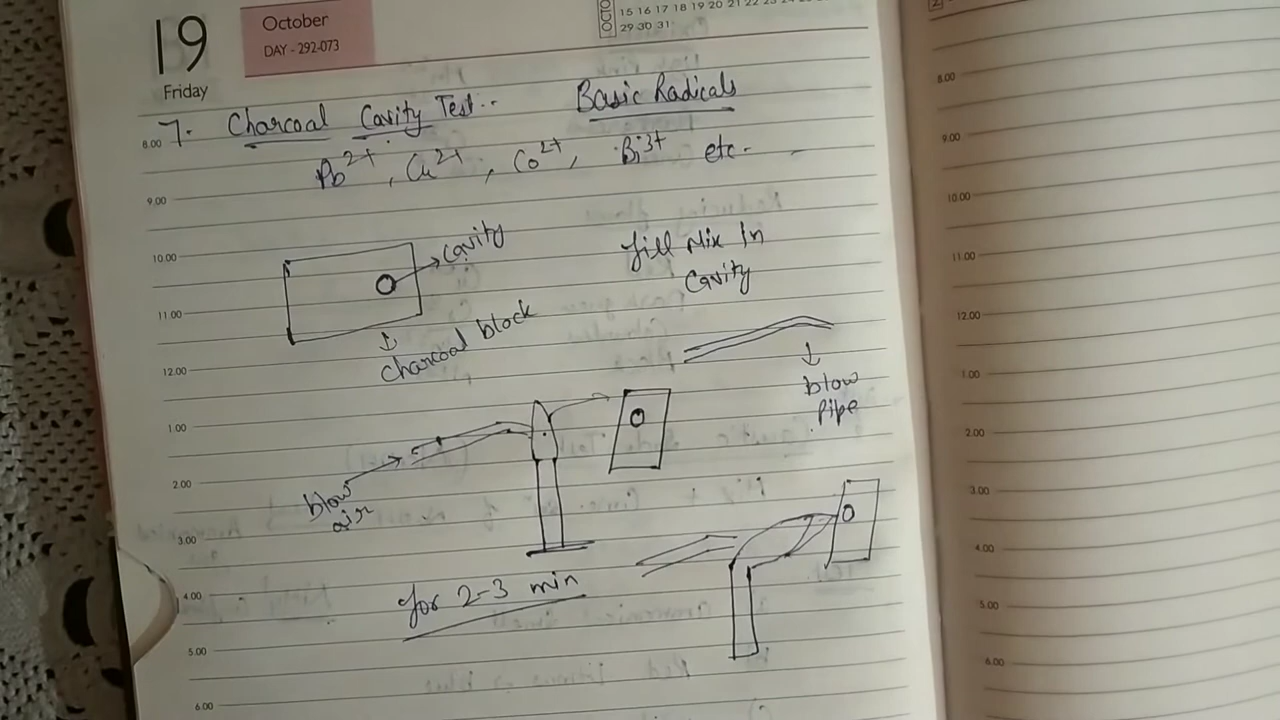 19
Friday
October
DAY - 292-073
15 16 17 18 19 20 21 22 23 24 25
29 30 31
7. Charcoal Cavity Test..
Basic Radicals
Pb2+, Cu2+, Co2+, Bi3+ etc -
cavity
fill Mix In
Cavity
charcoal block
blow
Pipe
blow
air
for 2-3 min
8.00
9.00
10.00
11.00
12.00
1.00
2.00
3.00
4.00
5.00
6.00
8.00
9.00
10.00
11.00
12.00
1.00
2.00
3.00
4.00
5.00
6.00